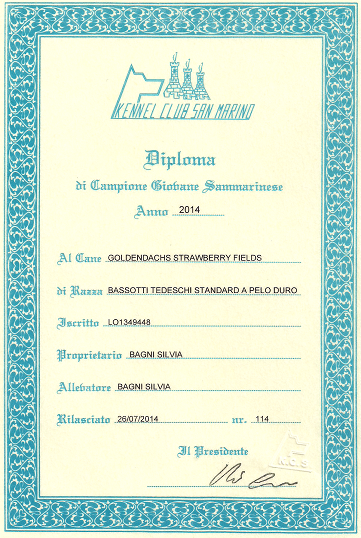 KENNEL CLUB SAN MARINO
Diploma
di Campione Giovane Sammarinese
Anno 2014
Al Cane GOLDENDACHS STRAWBERRY FIELDS
di Razza BASSOTTI TEDESCHI STANDARD A PELO DURO
Iscritto LO1349448
Proprietario BAGNI SILVIA
Allevatore BAGNI SILVIA
Rilasciato 26/07/2014 nr. 114
Il Presidente